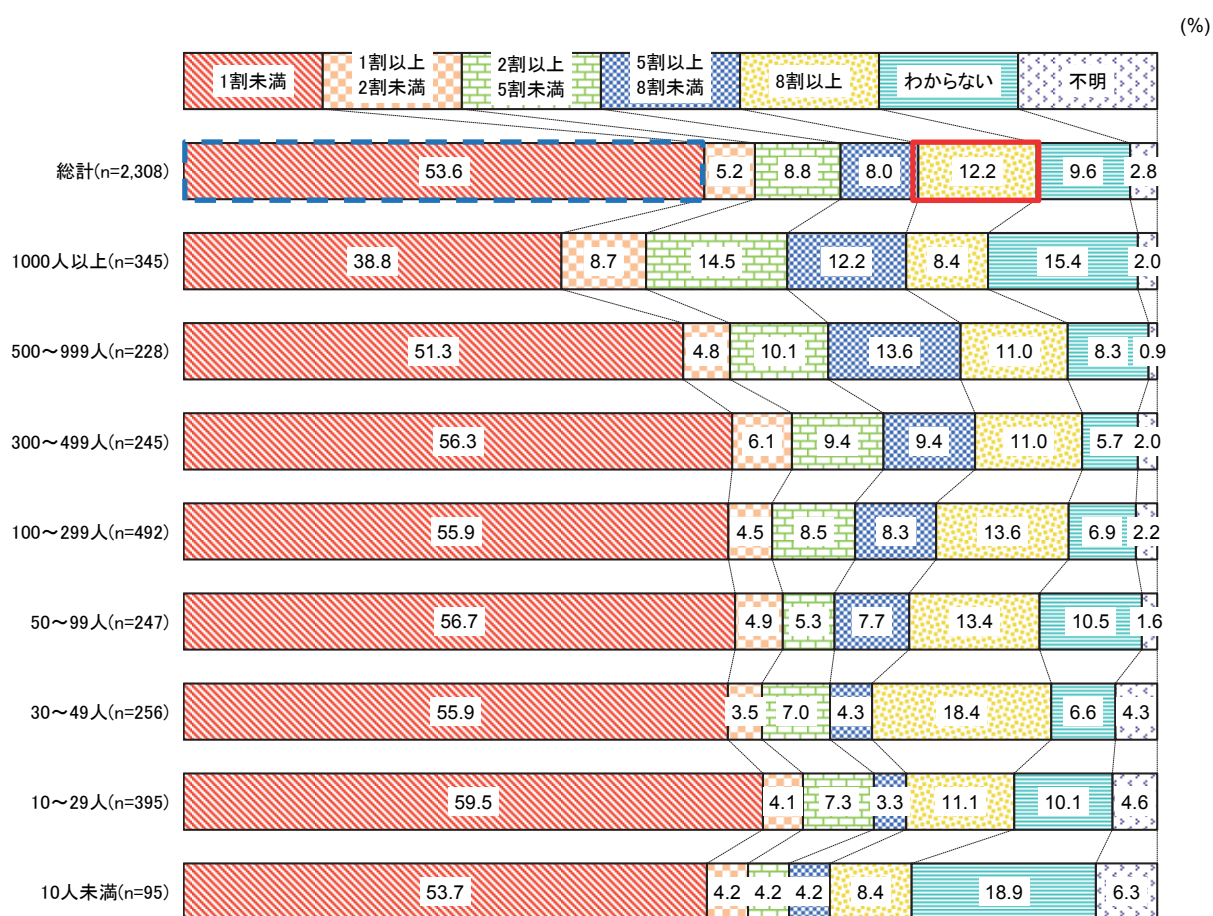 (%)
1割未満
1割以上
2割未満
2割以上
5割未満
5割以上
8割未満
8割以上
わからない
不明
総計(n=2,308) 53.6 5.2 8.8 8.0 12.2 9.6 2.8
1000人以上(n=345) 38.8 8.7 14.5 12.2 8.4 15.4 2.0
500～999人(n=228) 51.3 4.8 10.1 13.6 11.0 8.3 0.9
300～499人(n=245) 56.3 6.1 9.4 9.4 11.0 5.7 2.0
100～299人(n=492) 55.9 4.5 8.5 8.3 13.6 6.9 2.2
50～99人(n=247) 56.7 4.9 5.3 7.7 13.4 10.5 1.6
30～49人(n=256) 55.9 3.5 7.0 4.3 18.4 6.6 4.3
10～29人(n=395) 59.5 4.1 7.3 3.3 11.1 10.1 4.6
10人未満(n=95) 53.7 4.2 4.2 4.2 8.4 18.9 6.3